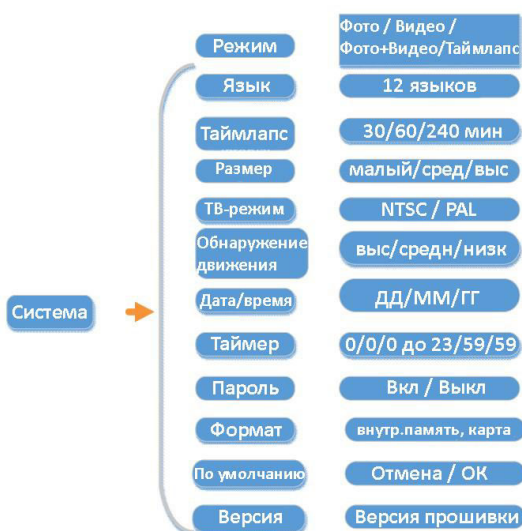 Режим
Фото / Видео /
Фото+Видео/Таймлапс
Язык
12 языков
Таймлапс
30/60/240 мин
Размер
малый/сред/выс
ТВ-режим
NTSC / PAL
Обнаружение
движения
выс/средн/низк
Система
Дата/время
ДД/ММ/ГГ
Таймер
0/0/0 до 23/59/59
Пароль
Вкл / Выкл
Формат
внутр.память, карта
По умолчанию
Отмена / ОК
Версия
Версия прошивки